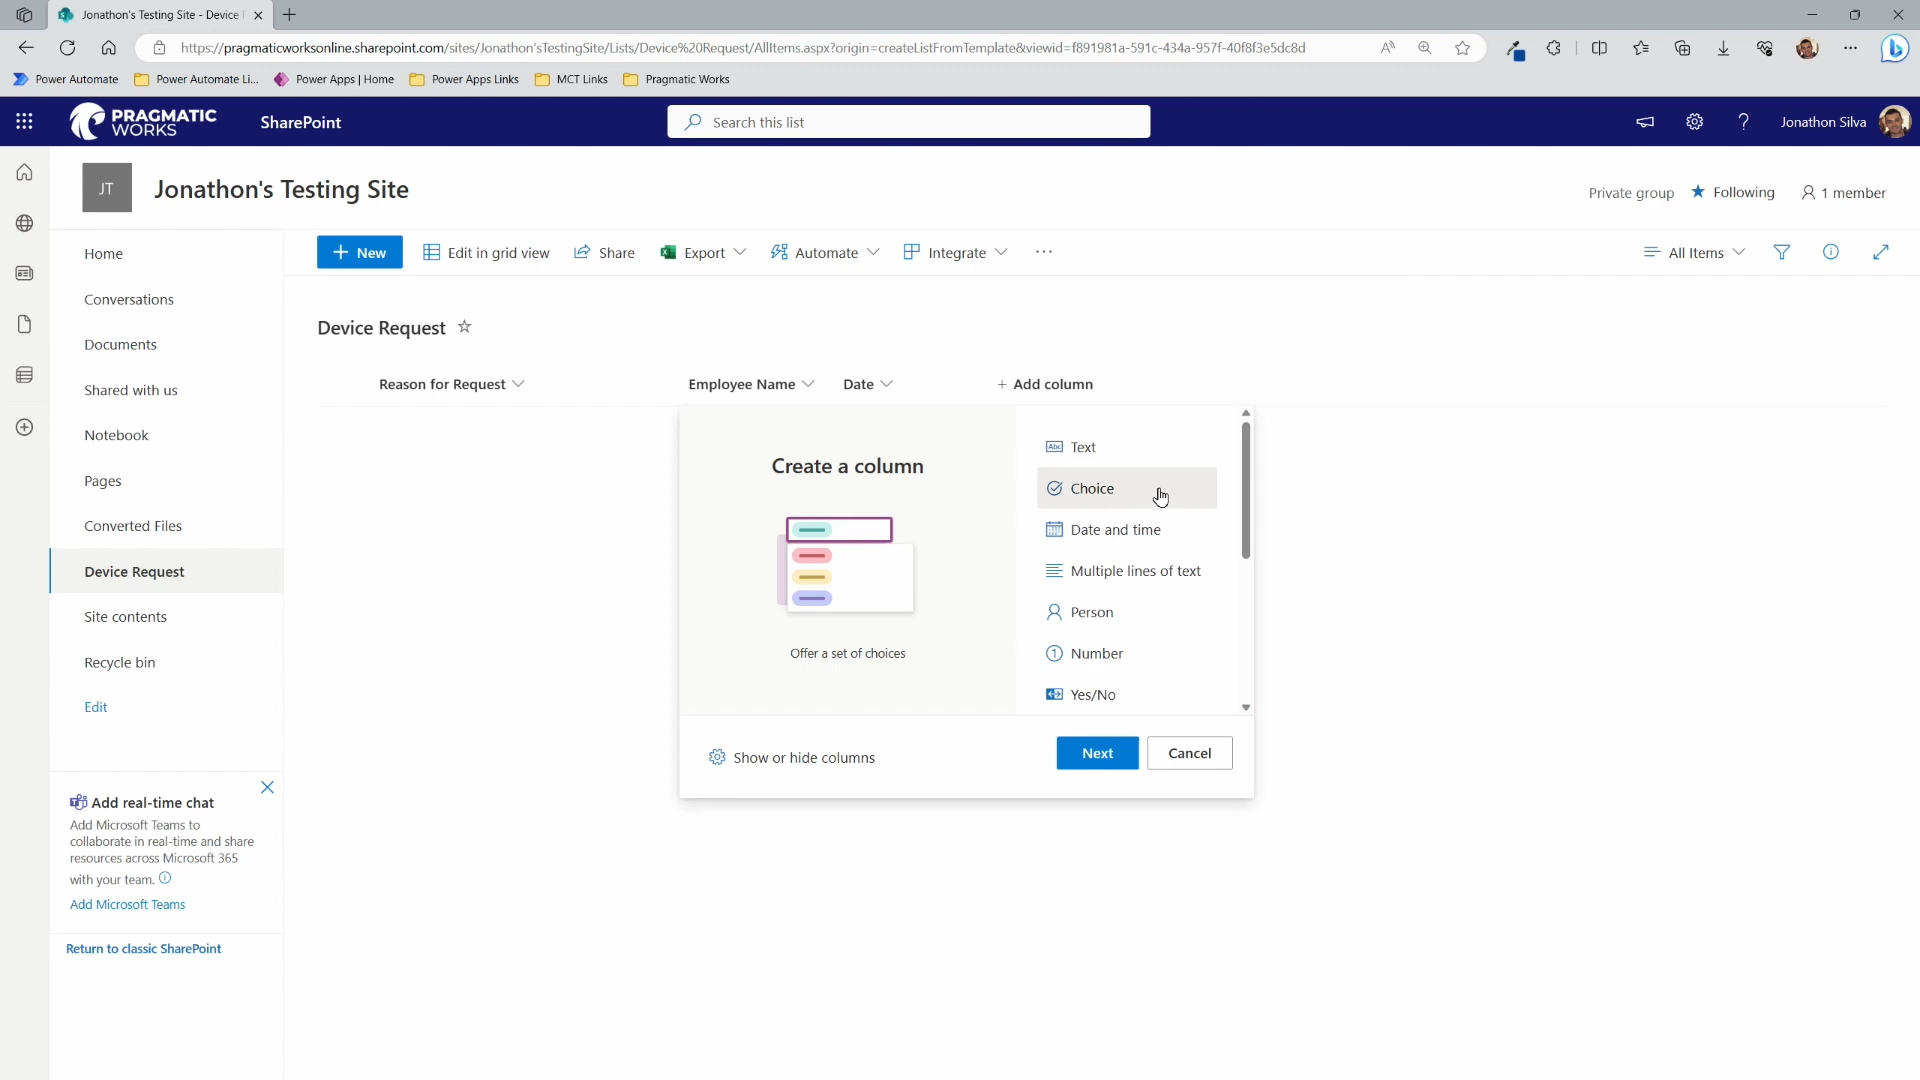 Jonathon's Testing Site - Device
https://pragmaticworksonline.sharepoint.com/sites/Jonathon'sTestingSite/Lists/Device%20Request/AllItems.aspx?origin=createListFromTemplate&viewid=f891981a-591c-434a-957f-40f8f3e5dc8d
Power Automate
Power Automate Li...
Power Apps | Home
Power Apps Links
MCT Links
Pragmatic Works
PRAGMATIC
WORKS
SharePoint
Search this list
Jonathon Silva
JT
Jonathon's Testing Site
Private group
Following
1 member
Home
Conversations
Documents
Shared with us
Notebook
Pages
Converted Files
Device Request
Site contents
Recycle bin
Edit
New
Edit in grid view
Share
Export
Automate
Integrate
All Items
Device Request
Reason for Request
Employee Name
Date
+ Add column
Create a column
Offer a set of choices
Abc Text
Choice
Date and time
Multiple lines of text
Person
1 Number
Yes/No
Show or hide columns
Next
Cancel
Add real-time chat
Add Microsoft Teams to
collaborate in real-time and share
resources across Microsoft 365
with your team.
Add Microsoft Teams
Return to classic SharePoint